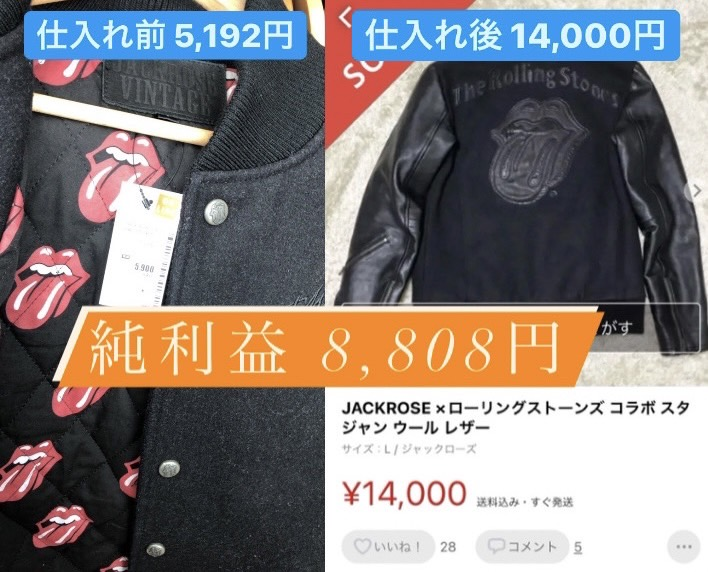 仕入れ前 5,192円
仕入れ後 14,000円
VINTAGE
5,900
The Rolling Stones
純利益 8,808円
がす
JACKROSE ×ローリングストーンズ コラボ スタ
ジャン ウール レザー
サイズ：L / ジャックローズ
¥14,000 送料込み・すぐ発送
いいね！ 28 コメント 5